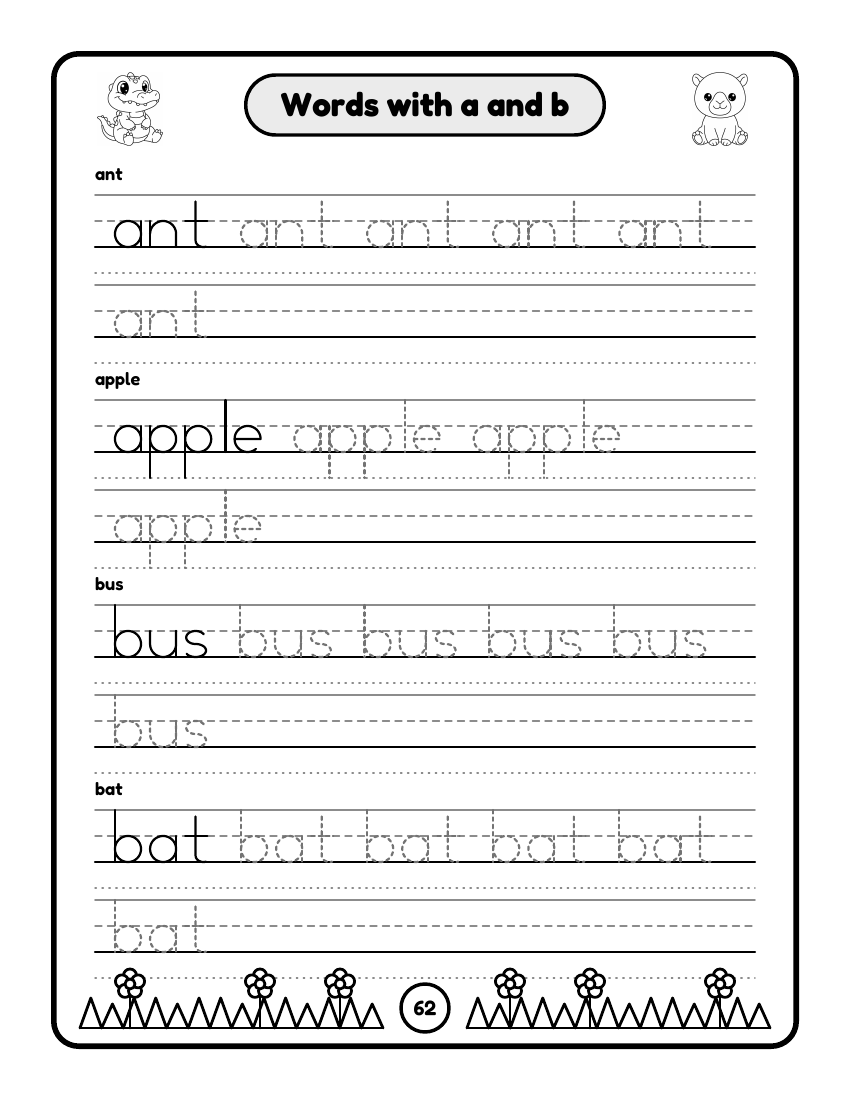 Words with a and b
ant
ant ant ant ant ant
ant
apple
apple apple apple
apple
bus
bus bus bus bus bus
bus
bat
bat bat bat bat bat
bat
62